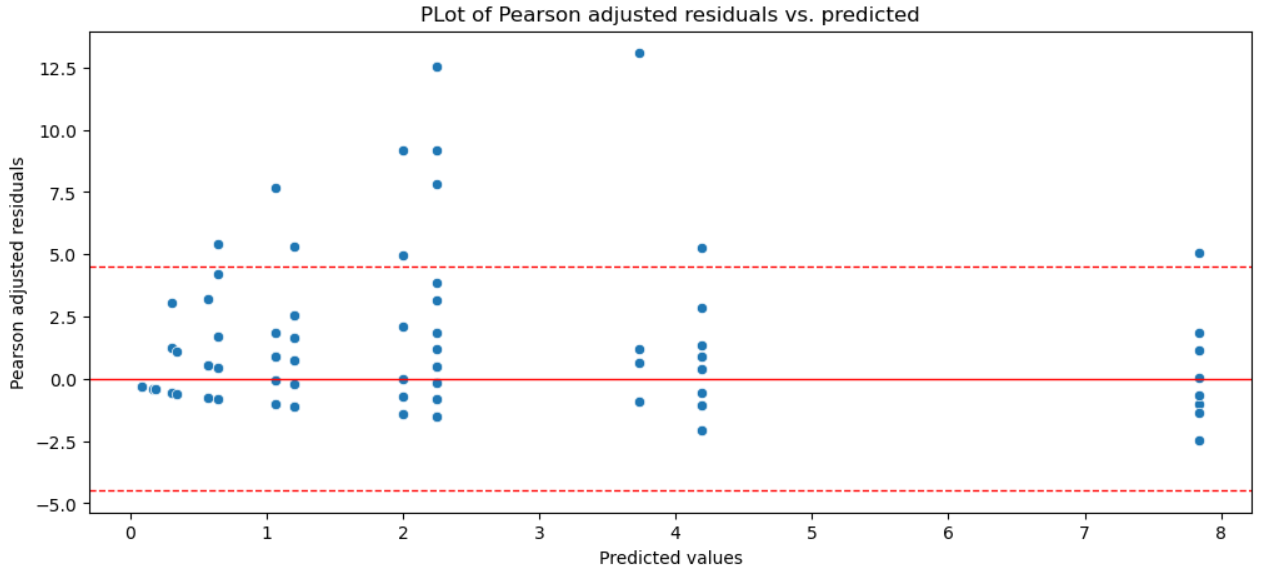 PLot of Pearson adjusted residuals vs. predicted
Pearson adjusted residuals
12.5
10.0
7.5
5.0
2.5
0.0
−2.5
−5.0
0 1 2 3 4 5 6 7 8
Predicted values